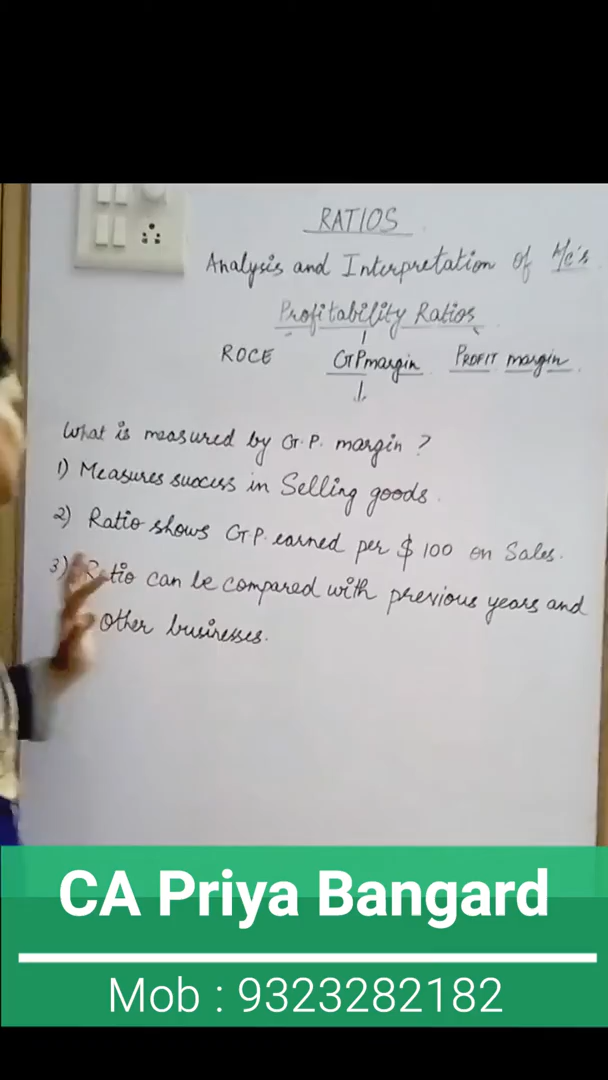 RATIOS
Analysis and Interpretation of A/c's
Profitability Ratios
ROCE GP margin PROFIT margin
What is measured by G.P. margin ?
1) Measures success in Selling goods.
2) Ratio shows GP earned per $ 100 on Sales.
3) Ratio can be compared with previous years and
other businesses.
CA Priya Bangard
Mob : 9323282182